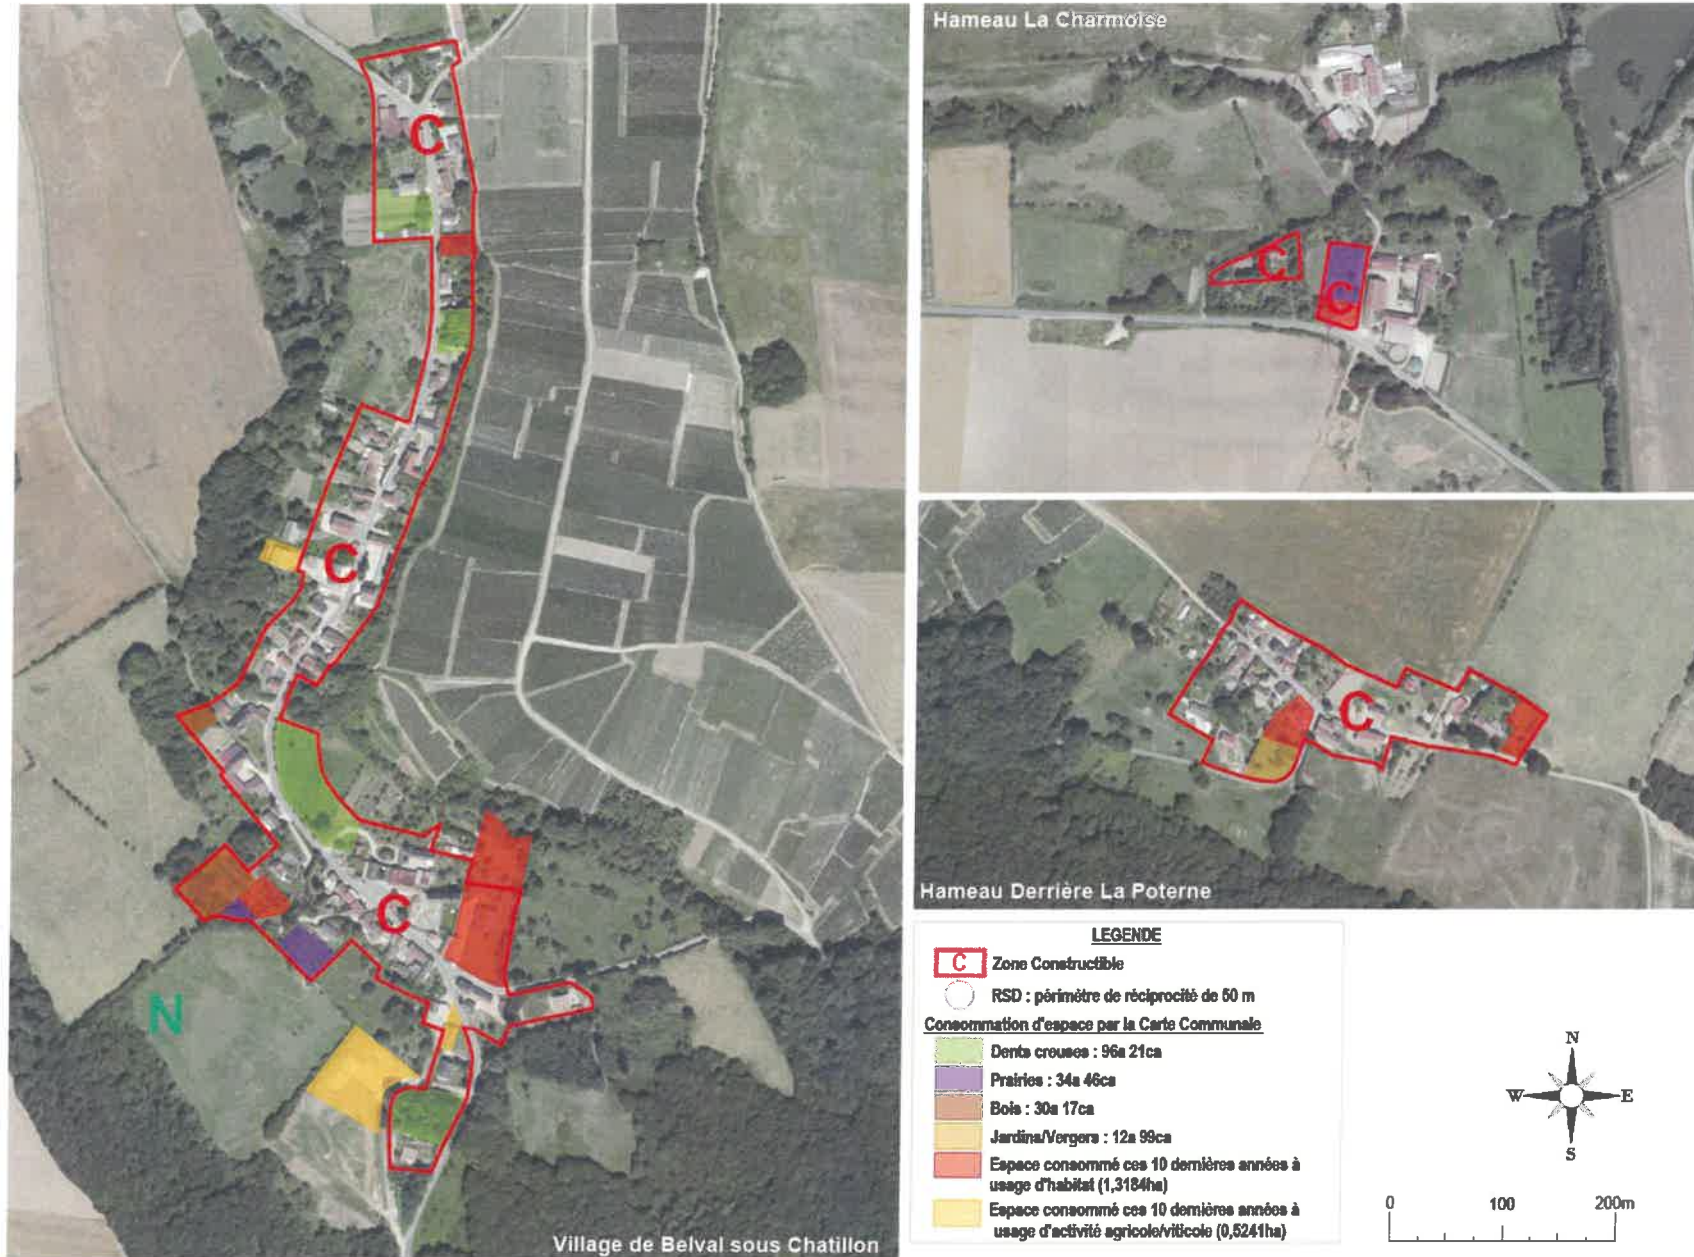 Hameau La Charmoise
C
C
C
C
C
N
Village de Belval sous Chatillon
C
Hameau Derrière La Poterne
LEGENDE
C Zone Constructible
RSD : périmètre de réciprocité de 50 m
Consommation d'espace par la Carte Communale
Dents creuses : 96a 21ca
Prairies : 34a 46ca
Bois : 30a 17ca
Jardins/Vergers : 12a 99ca
Espace consommé ces 10 dernières années à
usage d'habitat (1,3184ha)
Espace consommé ces 10 dernières années à
usage d'activité agricole/viticole (0,5241ha)
N
W E
S
0 100 200m